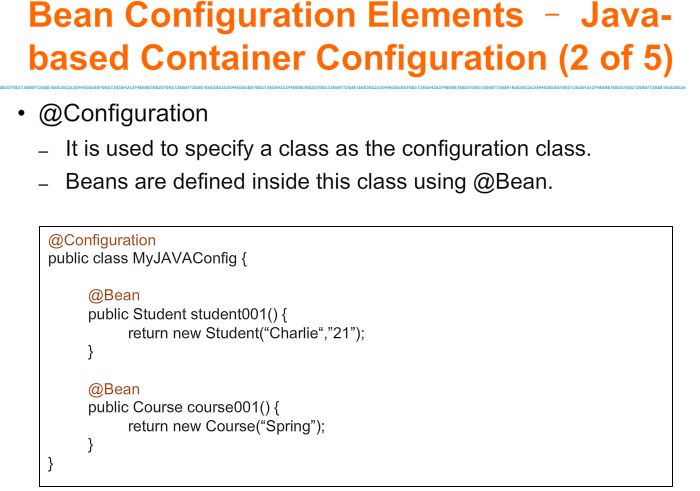 Bean Configuration Elements – Java-
based Container Configuration (2 of 5)
• @Configuration
– It is used to specify a class as the configuration class.
– Beans are defined inside this class using @Bean.
@Configuration
public class MyJAVAConfig {
@Bean
public Student student001() {
return new Student(“Charlie“,”21”);
}
@Bean
public Course course001() {
return new Course(“Spring”);
}
}